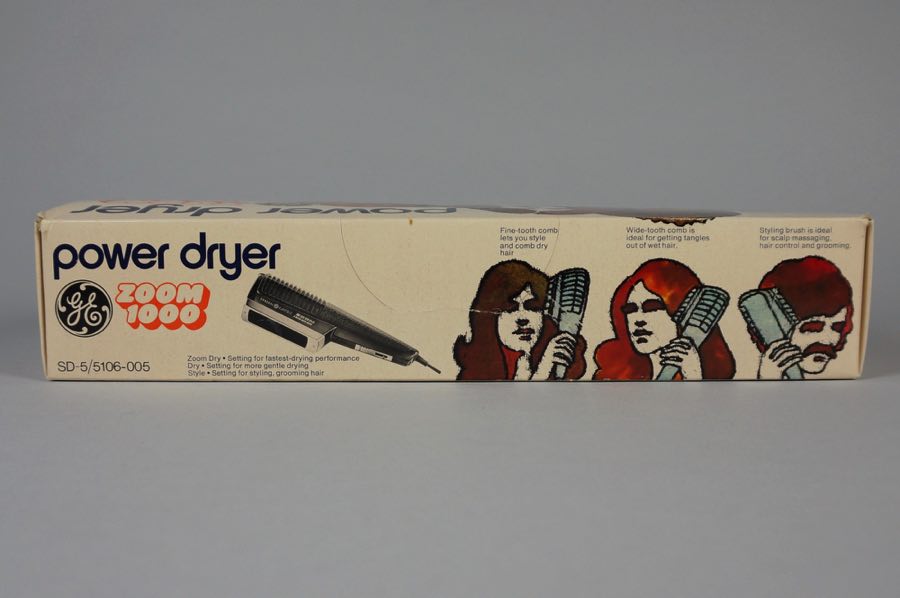 power dryer
power dryer
GE
ZOOM
1000
SD-5/5106-005
Zoom Dry • Setting for fastest-drying performance
Dry • Setting for more gentle drying
Style • Setting for styling, grooming hair
Fine-tooth comb
lets you style
and comb dry
hair
Wide-tooth comb is
ideal for getting tangles
out of wet hair.
Styling brush is ideal
for scalp massaging,
hair control and grooming.